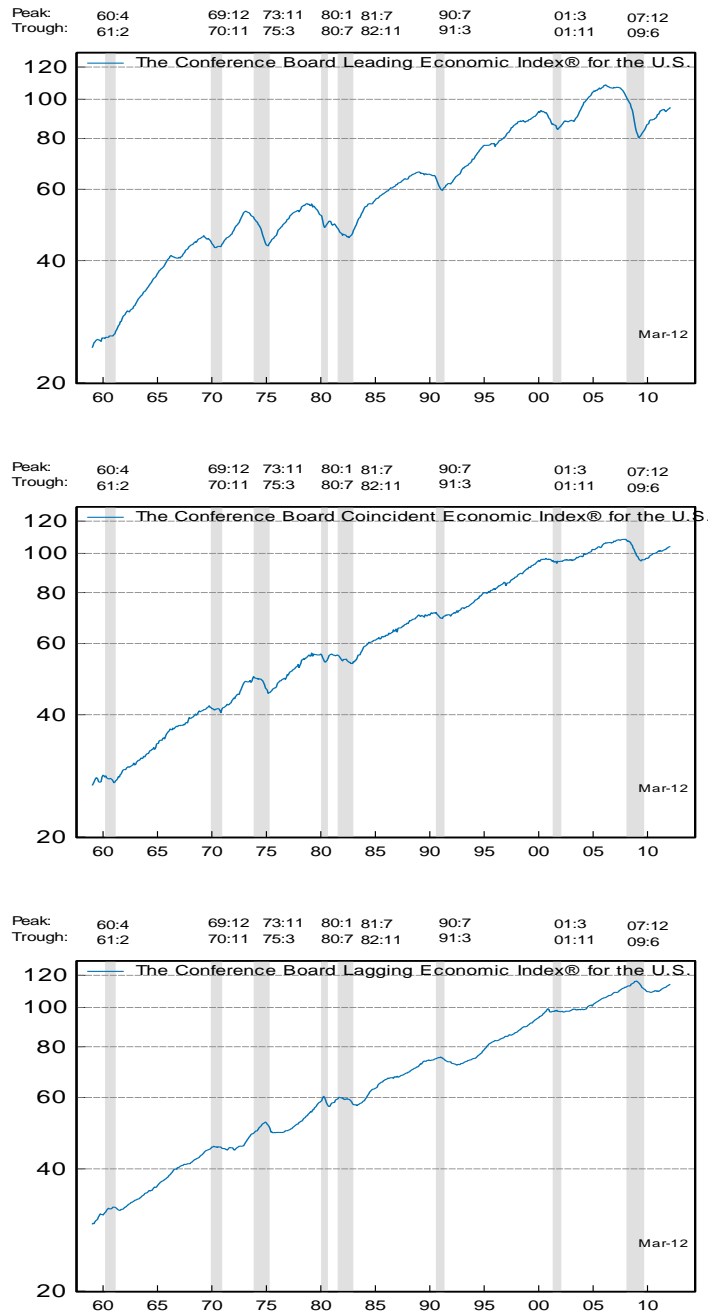 Peak: 60:4 69:12 73:11 80:1 81:7 90:7 01:3 07:12
Trough: 61:2 70:11 75:3 80:7 82:11 91:3 01:11 09:6
120 The Conference Board Leading Economic Index® for the U.S.
100
80
60
40
Mar-12
20
60 65 70 75 80 85 90 95 00 05 10
Peak: 60:4 69:12 73:11 80:1 81:7 90:7 01:3 07:12
Trough: 61:2 70:11 75:3 80:7 82:11 91:3 01:11 09:6
120 The Conference Board Coincident Economic Index® for the U.S.
100
80
60
40
Mar-12
20
60 65 70 75 80 85 90 95 00 05 10
Peak: 60:4 69:12 73:11 80:1 81:7 90:7 01:3 07:12
Trough: 61:2 70:11 75:3 80:7 82:11 91:3 01:11 09:6
120 The Conference Board Lagging Economic Index® for the U.S.
100
80
60
40
Mar-12
20
60 65 70 75 80 85 90 95 00 05 10